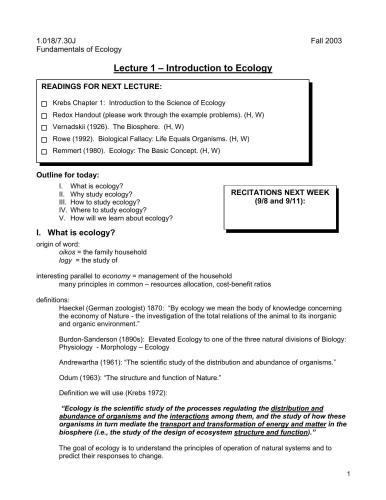 1.018/7.30J Fall 2003
Fundamentals of Ecology
Lecture 1 – Introduction to Ecology
READINGS FOR NEXT LECTURE:
Krebs Chapter 1: Introduction to the Science of Ecology
Redox Handout (please work through the example problems). (H, W)
Vernadskii (1926). The Biosphere. (H, W)
Rowe (1992). Biological Fallacy: Life Equals Organisms. (H, W)
Remmert (1980). Ecology: The Basic Concept. (H, W)
Outline for today:
I. What is ecology?
II. Why study ecology?
III. How to study ecology?
IV. Where to study ecology?
V. How will we learn about ecology?
RECITATIONS NEXT WEEK
(9/8 and 9/11):
I. What is ecology?
origin of word:
oikos = the family household
logy = the study of
interesting parallel to economy = management of the household
many principles in common – resources allocation, cost-benefit ratios
definitions:
Haeckel (German zoologist) 1870: “By ecology we mean the body of knowledge concerning
the economy of Nature - the investigation of the total relations of the animal to its inorganic
and organic environment.”
Burdon-Sanderson (1890s): Elevated Ecology to one of the three natural divisions of Biology:
Physiology - Morphology – Ecology
Andrewartha (1961): “The scientific study of the distribution and abundance of organisms.”
Odum (1963): “The structure and function of Nature.”
Definition we will use (Krebs 1972):
“Ecology is the scientific study of the processes regulating the distribution and
abundance of organisms and the interactions among them, and the study of how these
organisms in turn mediate the transport and transformation of energy and matter in the
biosphere (i.e., the study of the design of ecosystem structure and function).”
The goal of ecology is to understand the principles of operation of natural systems and to
predict their responses to change.
1